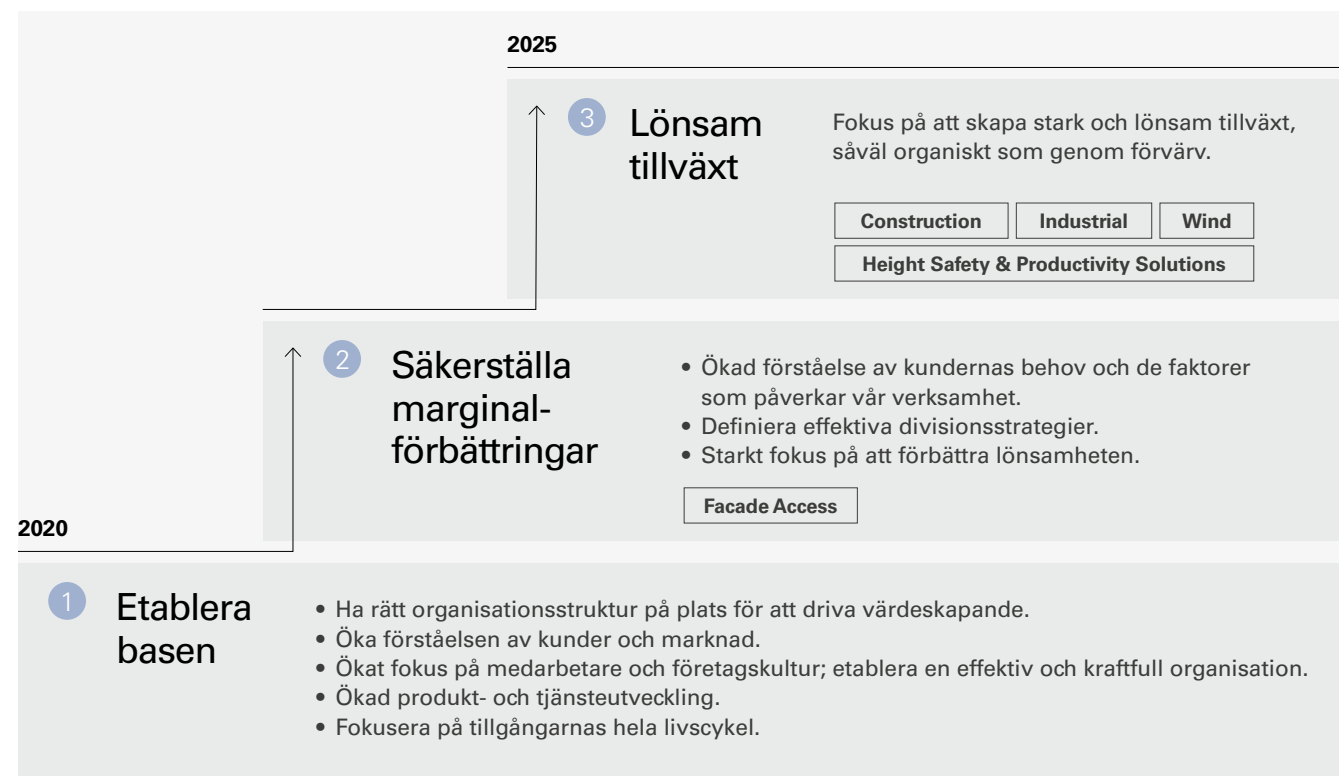 2025
3
Lönsam
tillväxt
Fokus på att skapa stark och lönsam tillväxt,
såväl organiskt som genom förvärv.
Construction
Industrial
Wind
Height Safety & Productivity Solutions
2
Säkerställa
marginal-
förbättringar
• Ökad förståelse av kundernas behov och de faktorer
som påverkar vår verksamhet.
• Definiera effektiva divisionsstrategier.
• Starkt fokus på att förbättra lönsamheten.
Facade Access
2020
1
Etablera
basen
• Ha rätt organisationsstruktur på plats för att driva värdeskapande.
• Öka förståelsen av kunder och marknad.
• Ökat fokus på medarbetare och företagskultur; etablera en effektiv och kraftfull organisation.
• Ökad produkt- och tjänsteutveckling.
• Fokusera på tillgångarnas hela livscykel.